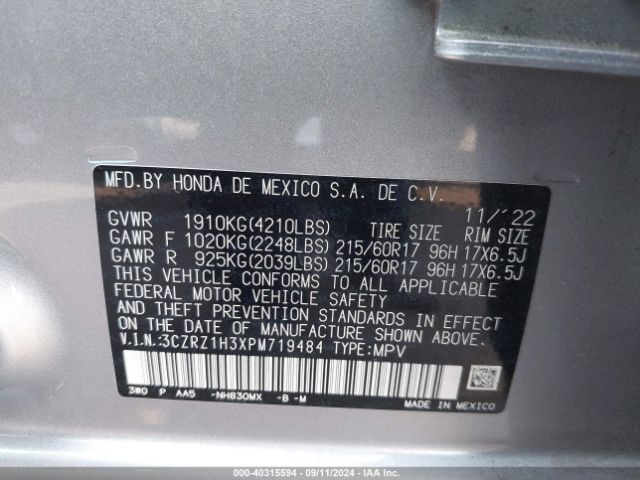 MFD.BY HONDA DE MEXICO S.A. DE C.V. 11/'22
GVWR 1910KG(4210LBS) TIRE SIZE RIM SIZE
GAWR F 1020KG(2248LBS) 215/60R17 96H 17X6.5J
GAWR R 925KG(2039LBS) 215/60R17 96H 17X6.5J
THIS VEHICLE CONFORMS TO ALL APPLICABLE
FEDERAL MOTOR VEHICLE SAFETY
AND THEFT PREVENTION STANDARDS IN EFFECT
ON THE DATE OF MANUFACTURE SHOWN ABOVE.
V.I.N.:3CZRZ1H3XPM719484 TYPE:MPV
3W0 P AA5 -NH830MX -B -M
MADE IN MEXICO
000-40315594 - 09/11/2024 - IAA Inc.